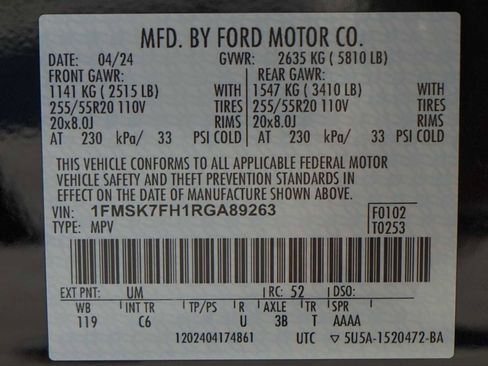 MFD. BY FORD MOTOR CO.
DATE: 04/24 GVWR: 2635 KG ( 5810 LB)
FRONT GAWR: REAR GAWR:
1141 KG ( 2515 LB) WITH 1547 KG ( 3410 LB) WITH
255/55R20 110V TIRES 255/55R20 110V TIRES
20x8.0J RIMS 20x8.0J RIMS
AT 230 kPa/ 33 PSI COLD AT 230 kPa/ 33 PSI COLD
THIS VEHICLE CONFORMS TO ALL APPLICABLE FEDERAL MOTOR
VEHICLE SAFETY AND THEFT PREVENTION STANDARDS IN
EFFECT ON THE DATE OF MANUFACTURE SHOWN ABOVE.
VIN: 1FMSK7FH1RGA89263 F0102
TYPE: MPV T0253
EXT PNT: UM RC: 52 DSO:
WB INT TR TP/PS R AXLE TR SPR
119 C6 U 3B T AAAA
1202404174861 UTC 5U5A-1520472-BA